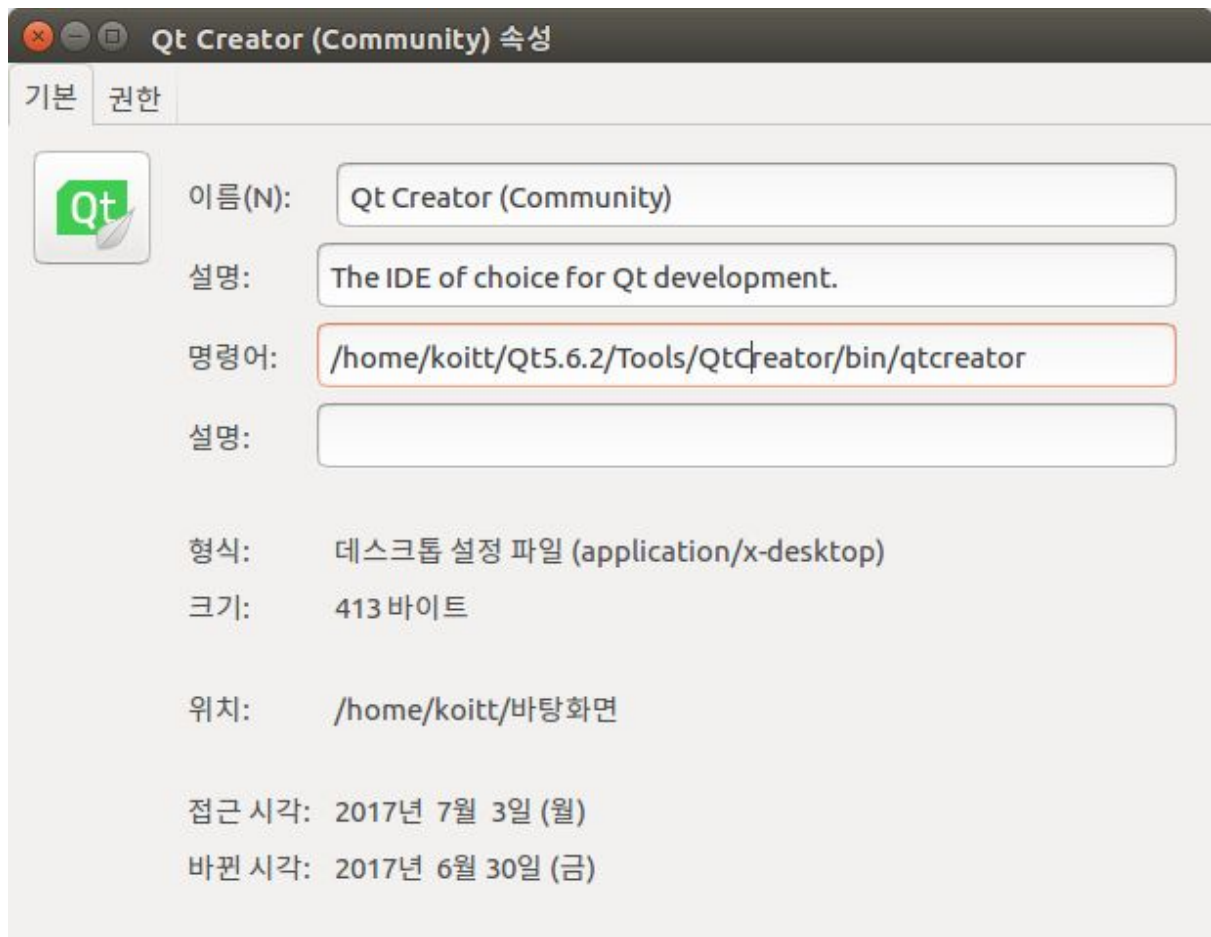 Qt Creator (Community) 속성
기본 권한
Qt
이름(N): Qt Creator (Community)
설명: The IDE of choice for Qt development.
명령어: /home/koitt/Qt5.6.2/Tools/QtCreator/bin/qtcreator
설명:
형식: 데스크톱 설정 파일 (application/x-desktop)
크기: 413 바이트
위치: /home/koitt/바탕화면
접근 시각: 2017년 7월 3일 (월)
바뀐 시각: 2017년 6월 30일 (금)